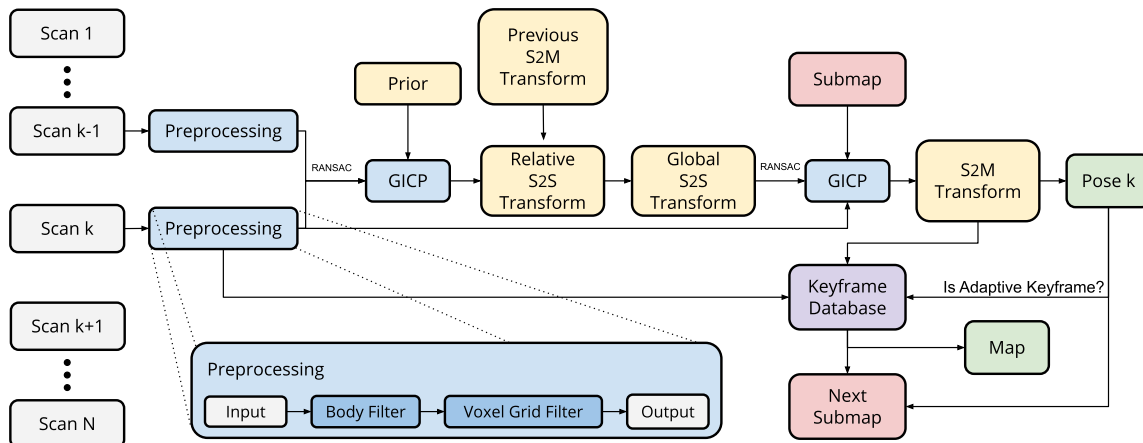 Scan 1
Scan k-1
Scan k
Scan k+1
Scan N
Preprocessing
Preprocessing
Prior
Previous
S2M
Transform
RANSAC
GICP
Relative
S2S
Transform
Global
S2S
Transform
RANSAC
Submap
GICP
S2M
Transform
Pose k
Keyframe
Database
Is Adaptive Keyframe?
Map
Next
Submap
Preprocessing
Input
Body Filter
Voxel Grid Filter
Output